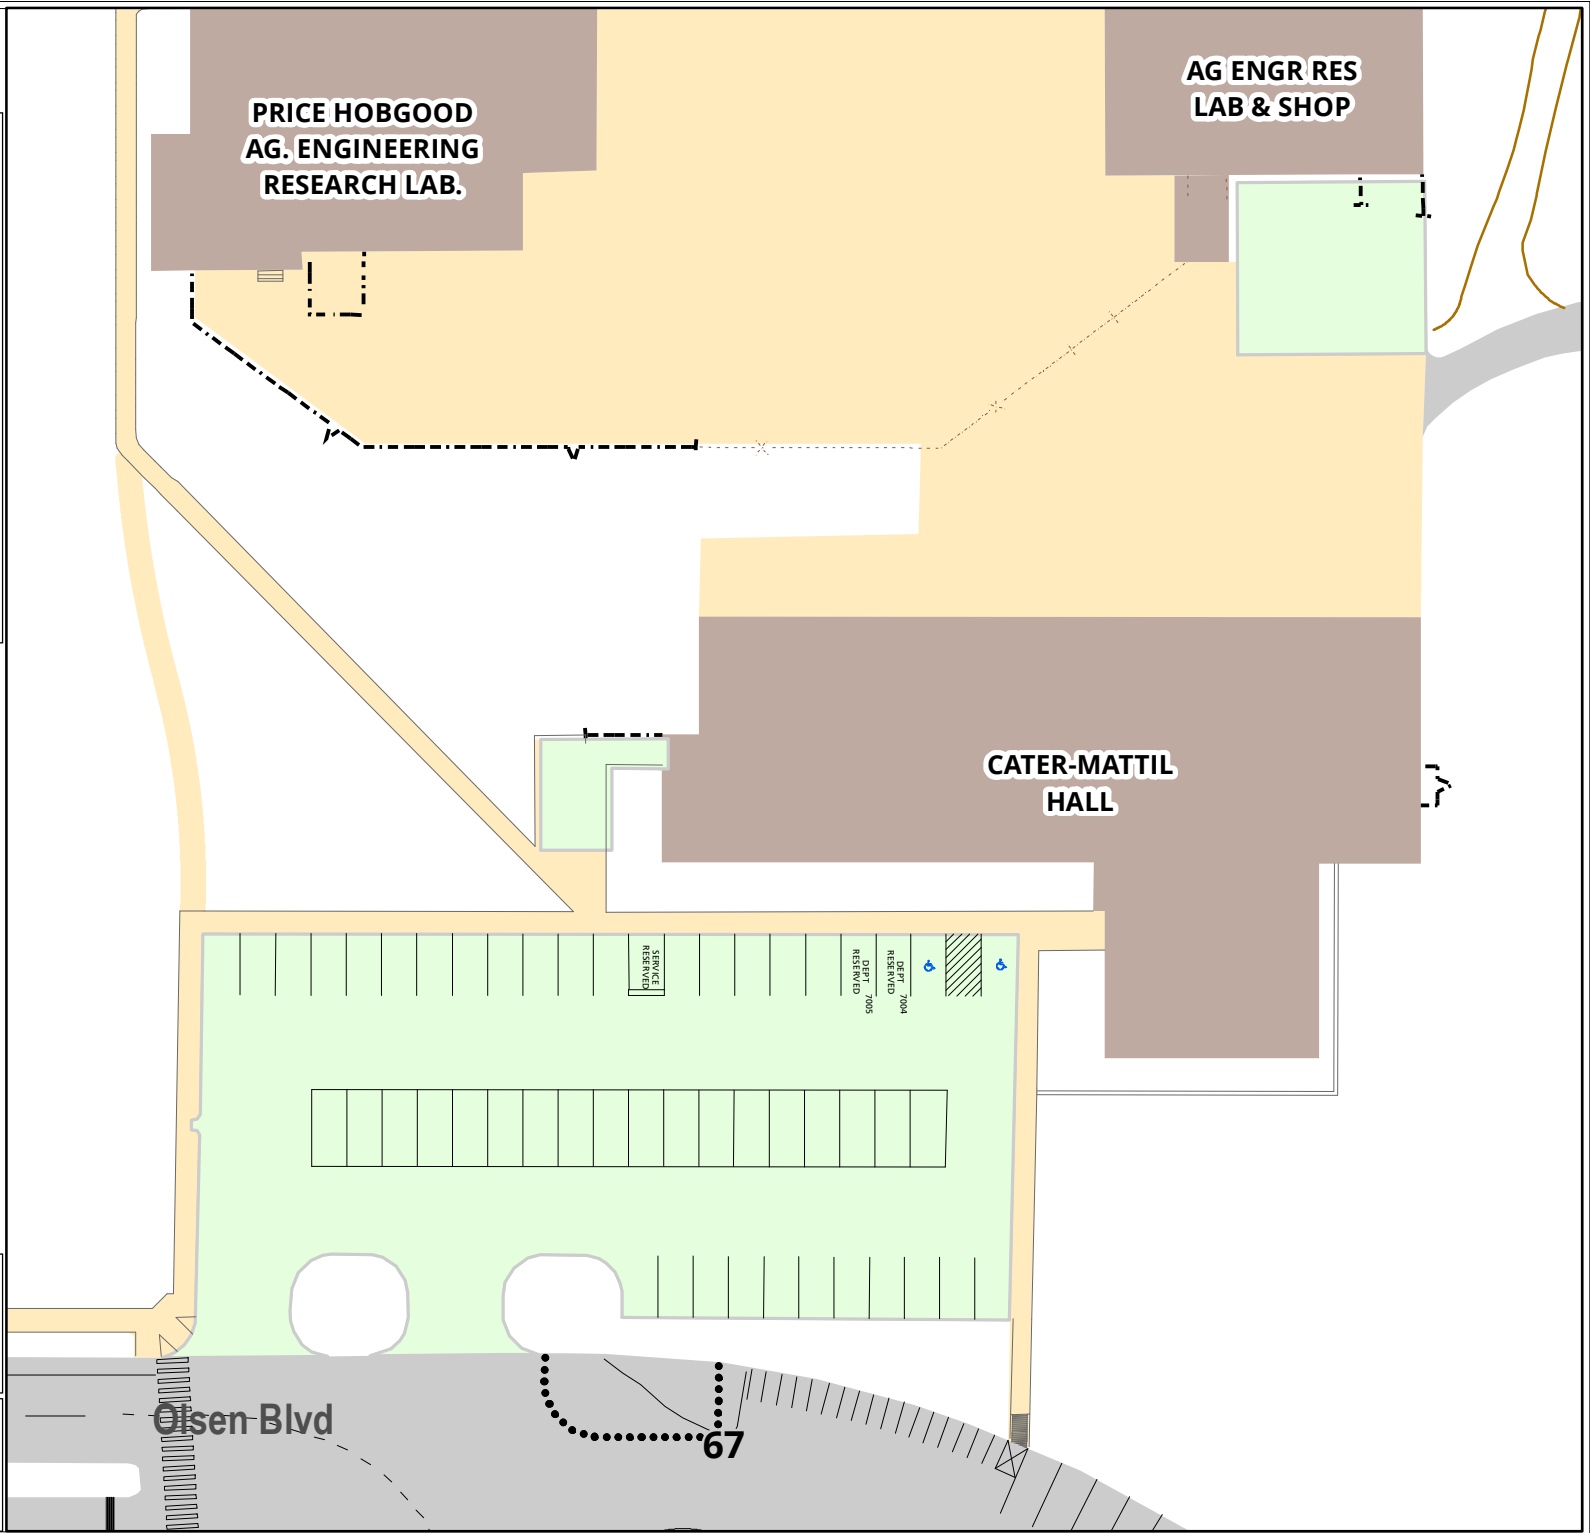 AG ENGR RES
LAB & SHOP
PRICE HOBGOOD
AG. ENGINEERING
RESEARCH LAB.
CATER-MATTIL
HALL
SERVICE
RESERVED
DEPT 7005
RESERVED
DEPT 7004
RESERVED
Olsen Blvd
67